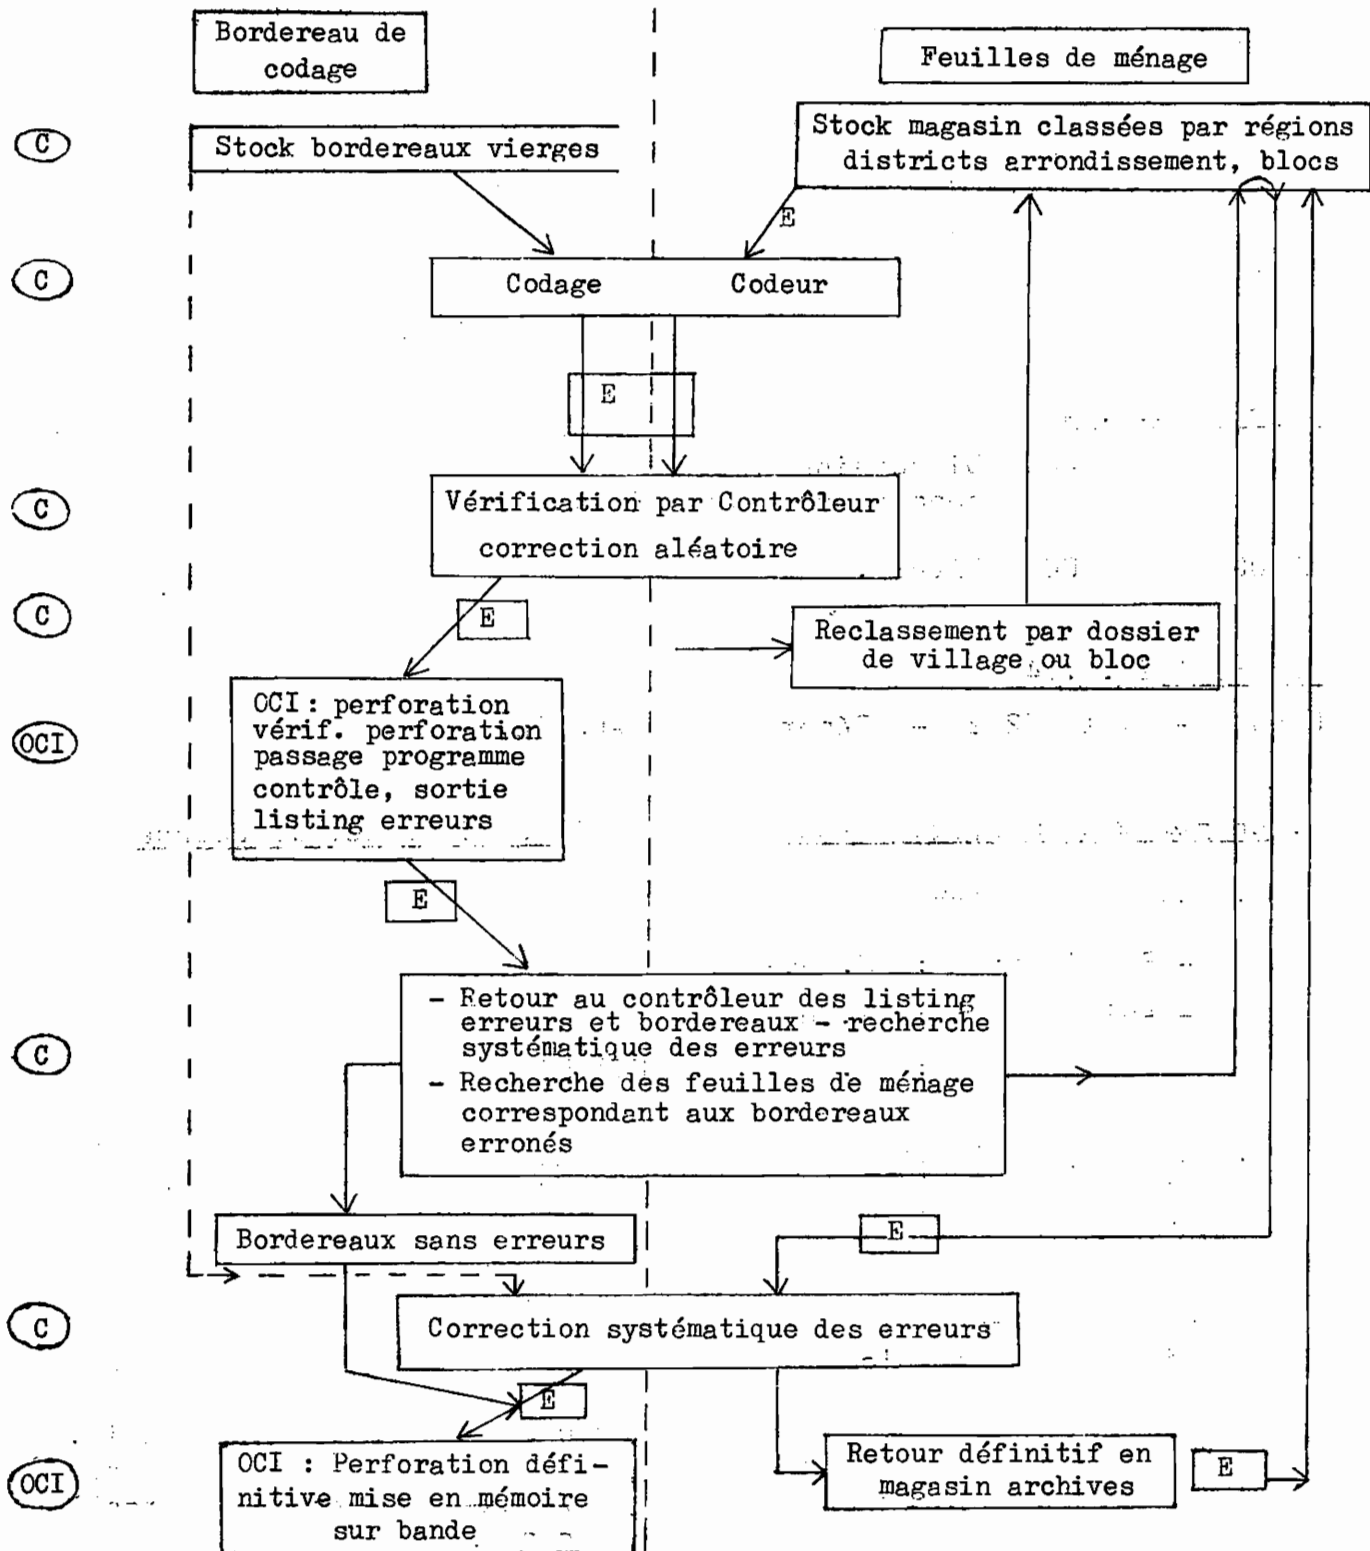 Bordereau de
codage
Feuilles de ménage
C
Stock bordereaux vierges
Stock magasin classées par régions
districts arrondissement, blocs
E
C
Codage Codeur
E
C
Vérification par Contrôleur
correction aléatoire
C
E
Reclassement par dossier
de village ou bloc
OCI
OCI : perforation
vérif. perforation
passage programme
contrôle, sortie
listing erreurs
E
C
- Retour au contrôleur des listing
erreurs et bordereaux - recherche
systématique des erreurs
- Recherche des feuilles de ménage
correspondant aux bordereaux
erronés
Bordereaux sans erreurs
E
C
Correction systématique des erreurs
E
OCI
OCI : Perforation défi-
nitive mise en mémoire
sur bande
Retour définitif en
magasin archives
E